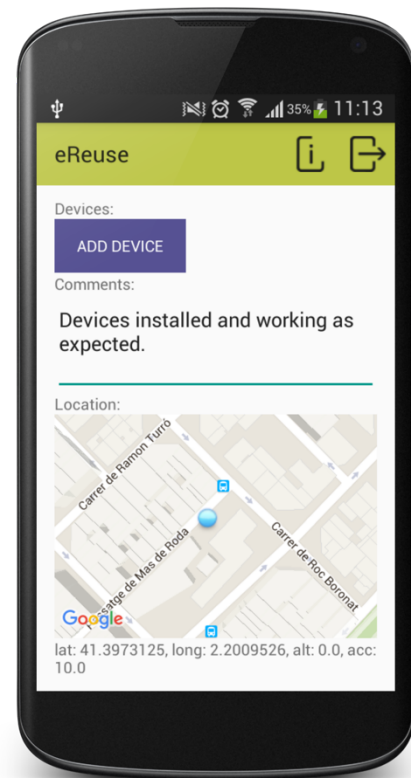 35% 11:13
eReuse
Devices:
ADD DEVICE
Comments:
Devices installed and working as
expected.
Location:
Carrer de Ramon Turró
Passatge de Mas de Roda
Carrer de Roc Boronat
Google
lat: 41.3973125, long: 2.2009526, alt: 0.0, acc:
10.0